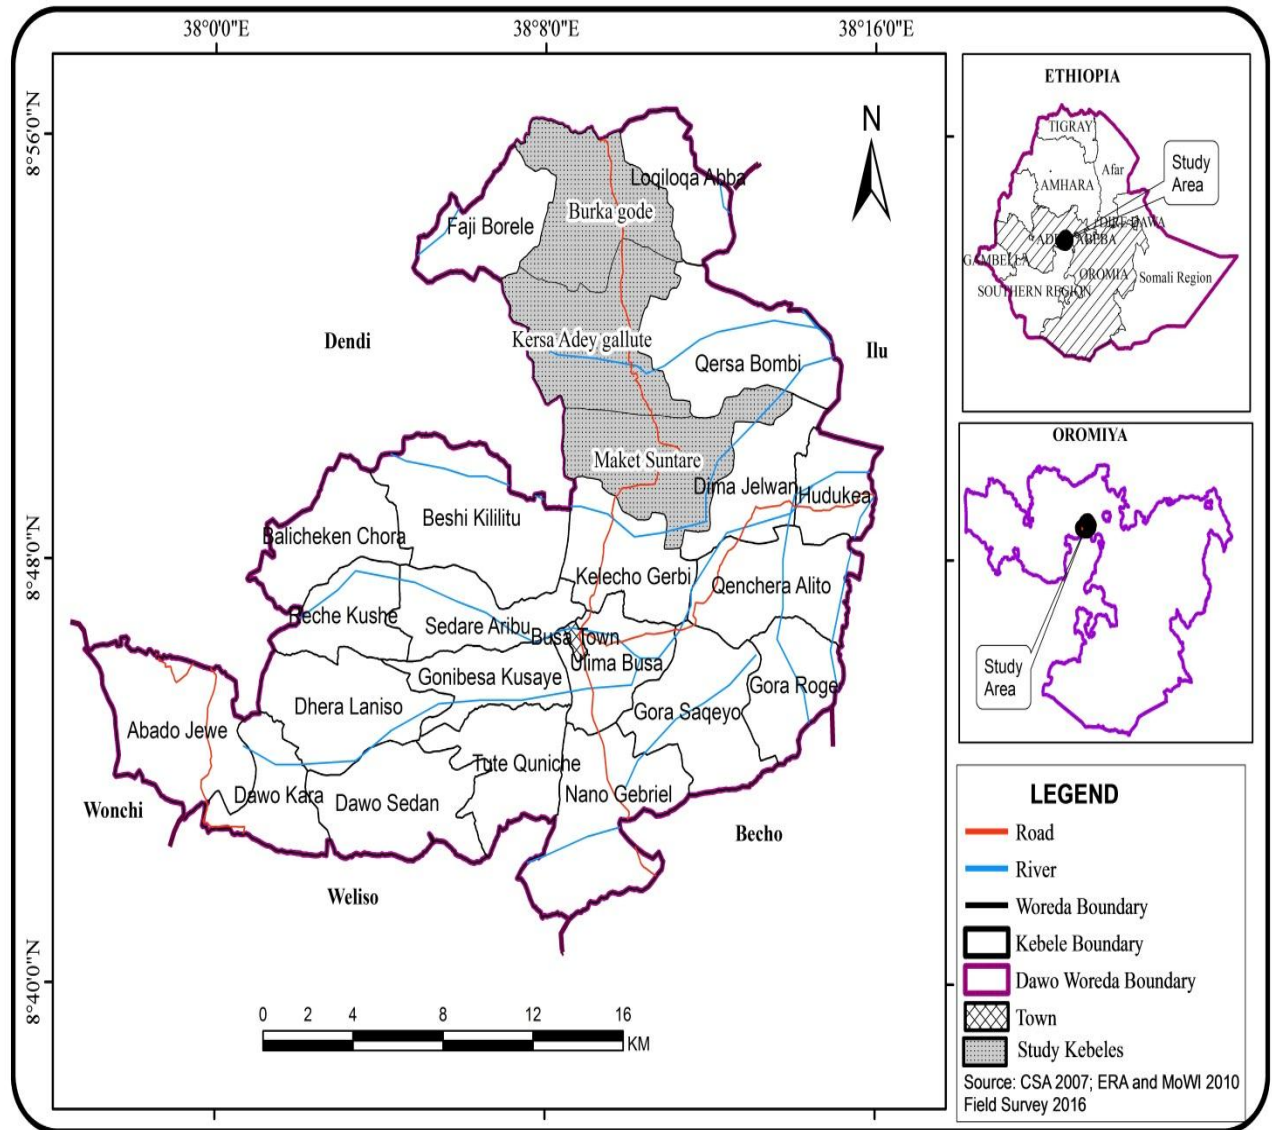 38°0'0"E
38°8'0"E
38°16'0"E
8°56'0"N
8°48'0"N
8°40'0"N
N
Loqiloqa Abba
Burka gode
Faji Borele
Dendi
Kersa Adey gallute
Qersa Bombi
Ilu
Maket Suntare
Dima Jelwan
Hudukea
Beshi Kililitu
Balicheken Chora
Kelecho Gerbi
Qenchera Alito
Reche Kushe
Sedare Aribu
Busa Town
Ulima Busa
Gonibesa Kusaye
Gora Roge
Dhera Laniso
Gora Saqeyo
Abado Jewe
Tute Quniche
Dawo Kara
Dawo Sedan
Nano Gebriel
Wonchi
Becho
Weliso
0 2 4 8 12 16
KM
ETHIOPIA
TIGRAY
Afar
Study
Area
AMHARA
DIRE DAWA
GAMBELLA
OROMIA
Somali Region
SOUTHERN REGION
OROMIYA
Study
Area
LEGEND
Road
River
Woreda Boundary
Kebele Boundary
Dawo Woreda Boundary
Town
Study Kebeles
Source: CSA 2007; ERA and MoWI 2010
Field Survey 2016